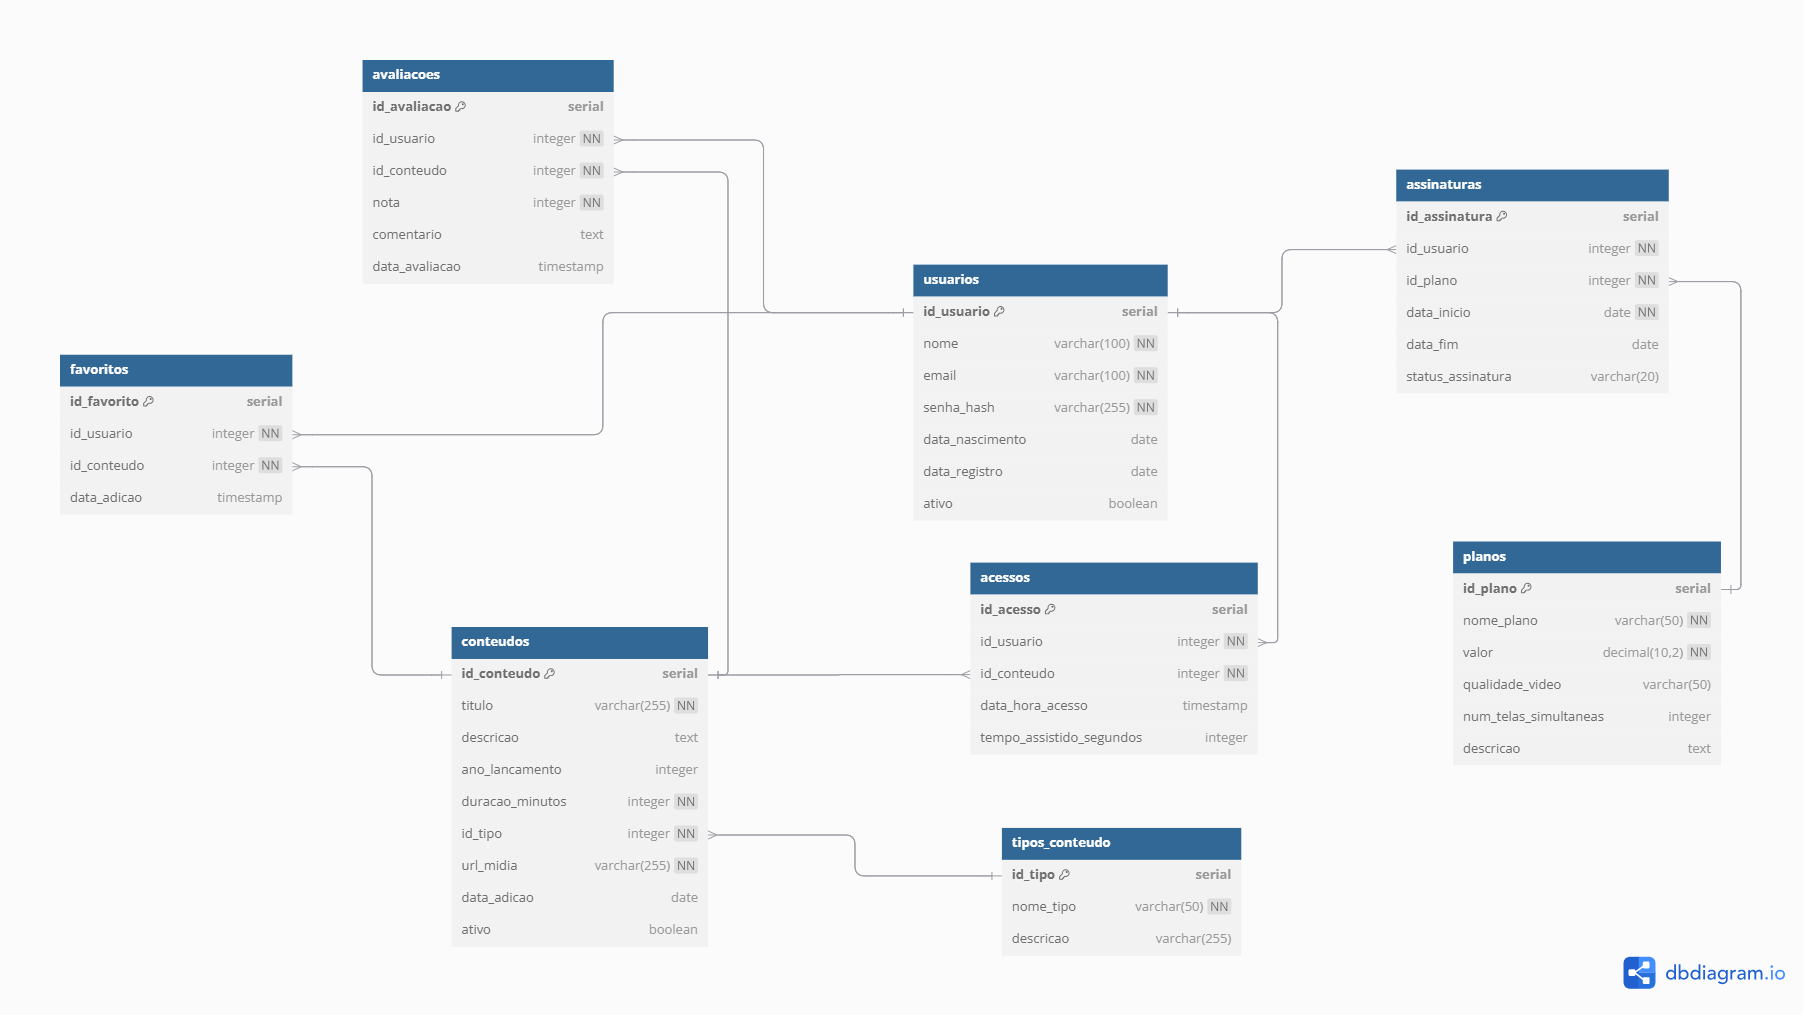 avaliacoes
id_avaliacao serial
id_usuario integer NN
id_conteudo integer NN
nota integer NN
comentario text
data_avaliacao timestamp
assinaturas
id_assinatura serial
id_usuario integer NN
id_plano integer NN
data_inicio date NN
data_fim date
status_assinatura varchar(20)
usuarios
id_usuario serial
nome varchar(100) NN
email varchar(100) NN
senha_hash varchar(255) NN
data_nascimento date
data_registro date
ativo boolean
favoritos
id_favorito serial
id_usuario integer NN
id_conteudo integer NN
data_adicao timestamp
planos
id_plano serial
nome_plano varchar(50) NN
valor decimal(10,2) NN
qualidade_video varchar(50)
num_telas_simultaneas integer
descricao text
acessos
id_acesso serial
id_usuario integer NN
id_conteudo integer NN
data_hora_acesso timestamp
tempo_assistido_segundos integer
conteudos
id_conteudo serial
titulo varchar(255) NN
descricao text
ano_lancamento integer
duracao_minutos integer NN
id_tipo integer NN
url_midia varchar(255) NN
data_adicao date
ativo boolean
tipos_conteudo
id_tipo serial
nome_tipo varchar(50) NN
descricao varchar(255)
dbdiagram.io